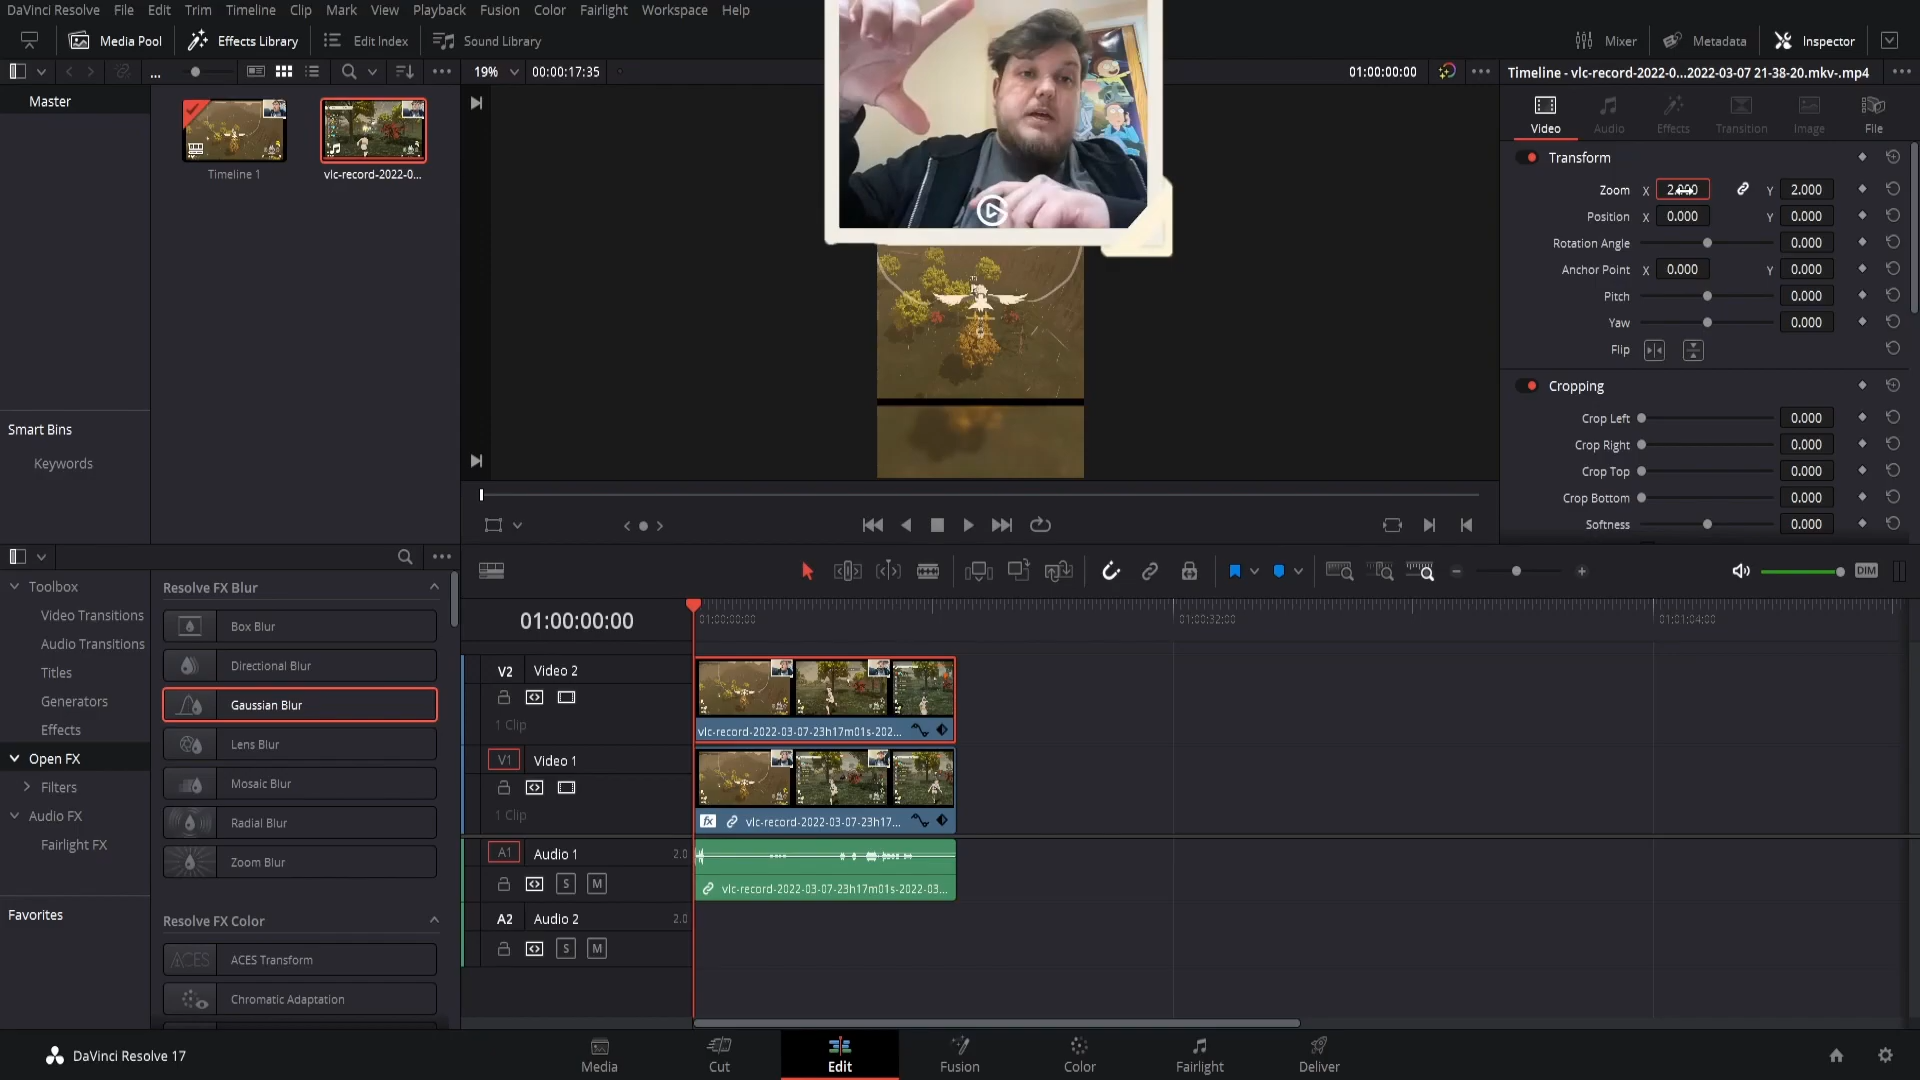 DaVinci Resolve File Edit Trim Timeline Clip Mark View Playback Fusion Color Fairlight Workspace Help
Media Pool Effects Library Edit Index Sound Library Mixer Metadata Inspector
... 19% 00:00:17:35 01:00:00:00 Timeline - vlc-record-2022-0...2022-03-07 21-38-20.mkv-.mp4
Master
Timeline 1 vlc-record-2022-0...
Smart Bins
Keywords
Video Audio Effects Transition Image File
Transform
Zoom X 2.000 Y 2.000
Position X 0.000 Y 0.000
Rotation Angle 0.000
Anchor Point X 0.000 Y 0.000
Pitch 0.000
Yaw 0.000
Flip
Cropping
Crop Left 0.000
Crop Right 0.000
Crop Top 0.000
Crop Bottom 0.000
Softness 0.000
Toolbox
Video Transitions
Audio Transitions
Titles
Generators
Effects
Open FX
Filters
Audio FX
Fairlight FX
Favorites
Resolve FX Blur
Box Blur
Directional Blur
Gaussian Blur
Lens Blur
Mosaic Blur
Radial Blur
Zoom Blur
Resolve FX Color
ACES ACES Transform
Chromatic Adaptation
DIM
01:00:00:00 01:00:00:00 01:00:32:00 01:01:04:00
V2 Video 2
1 Clip
vlc-record-2022-03-07-23h17m01s-202...
V1 Video 1
1 Clip
fx vlc-record-2022-03-07-23h17...
A1 Audio 1 2.0
S M
vlc-record-2022-03-07-23h17m01s-2022-03...
A2 Audio 2 2.0
S M
DaVinci Resolve 17
Media Cut Edit Fusion Color Fairlight Deliver